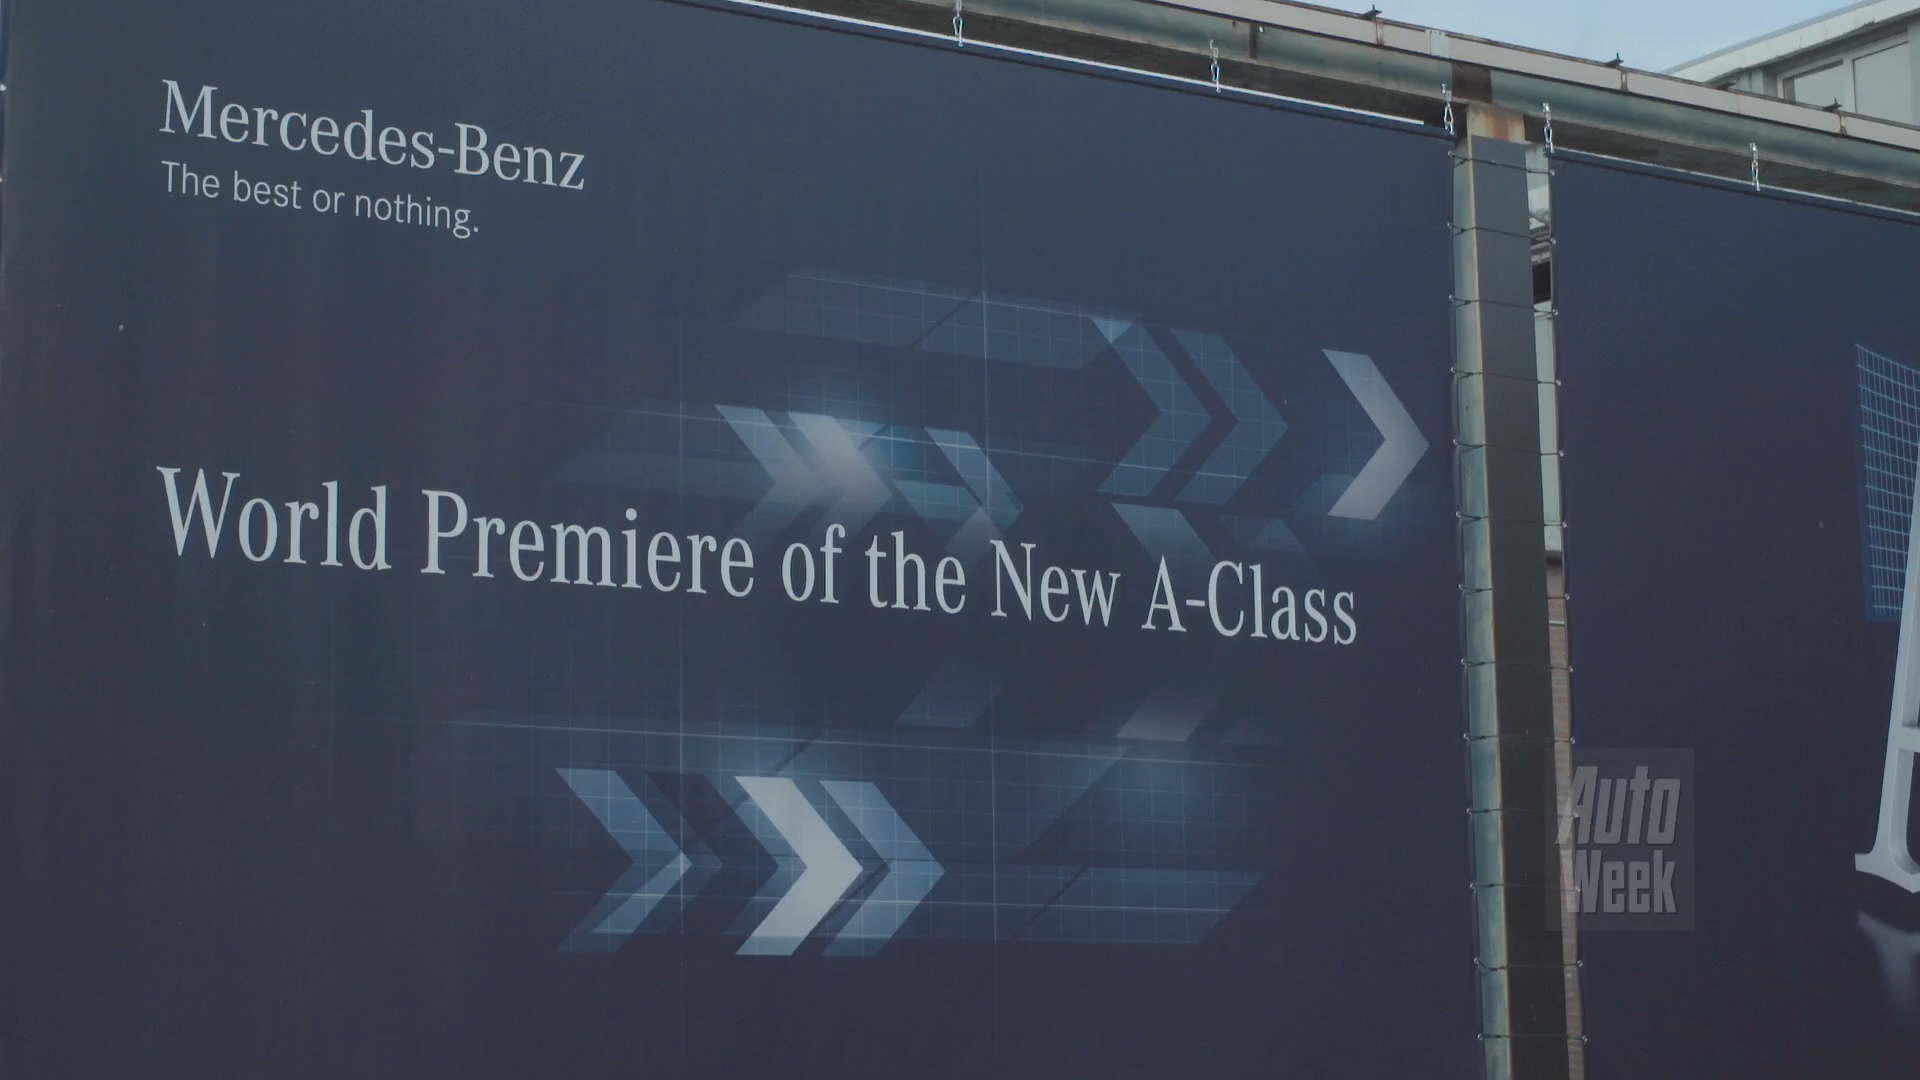 Mercedes-Benz
The best or nothing.
World Premiere of the New A-Class
Auto
Week